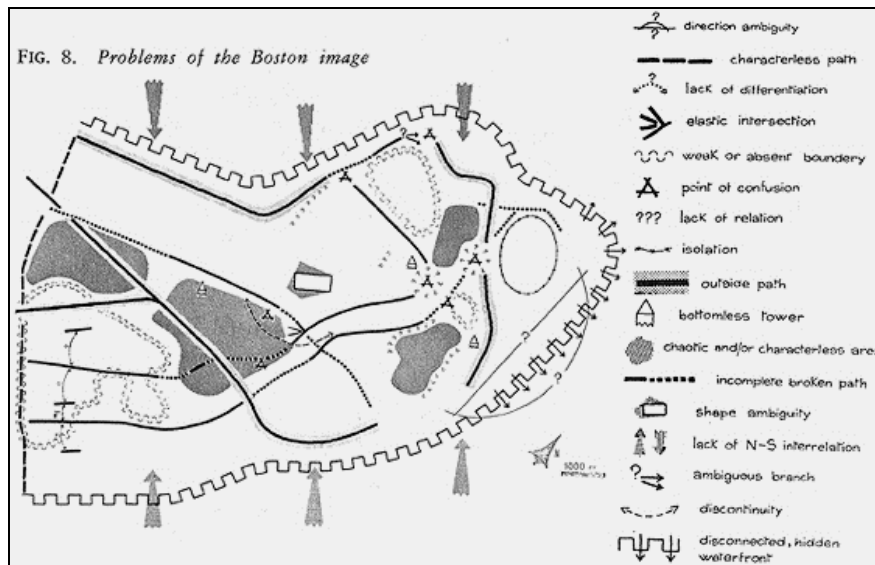 FIG. 8. Problems of the Boston image
?
?
direction ambiguity
characterless path
?
lack of differentiation
elastic intersection
weak or absent boundary
point of confusion
??? lack of relation
isolation
outside path
bottomless tower
chaotic and/or characterless area
incomplete broken path
shape ambiguity
lack of N-S interrelation
? ambiguous branch
discontinuity
disconnected, hidden
waterfront
?
?
?
N